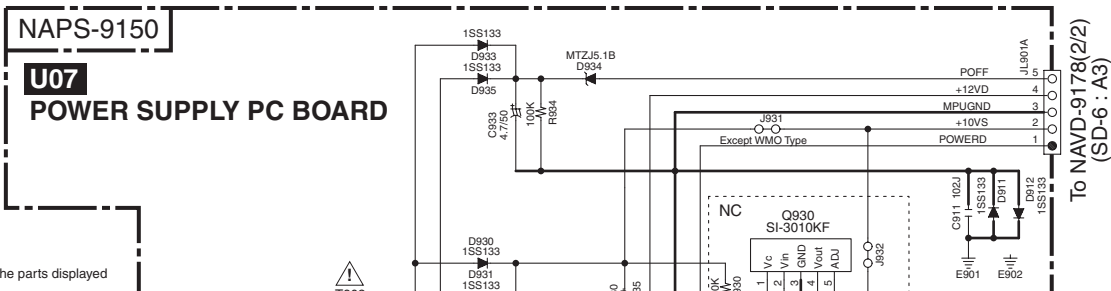 NAPS-9150
U07
POWER SUPPLY PC BOARD
1SS133
D933
1SS133
D935
MTZJ5.1B
D934
C933
4.7/50
100K
R934
J931
Except WMO Type
POFF
+12VD
MPUGND
+10VS
POWERD
JL901A
5
4
3
2
1
To NAVD-9178(2/2)
(SD-6 : A3)
C911 102J
1SS133
D911
D912
1SS133
E901
E902
NC
Q930
SI-3010KF
Vc
Vin
GND
Vout
ADJ
1
2
3
4
5
J932
D930
1SS133
D931
1SS133
he parts displayed